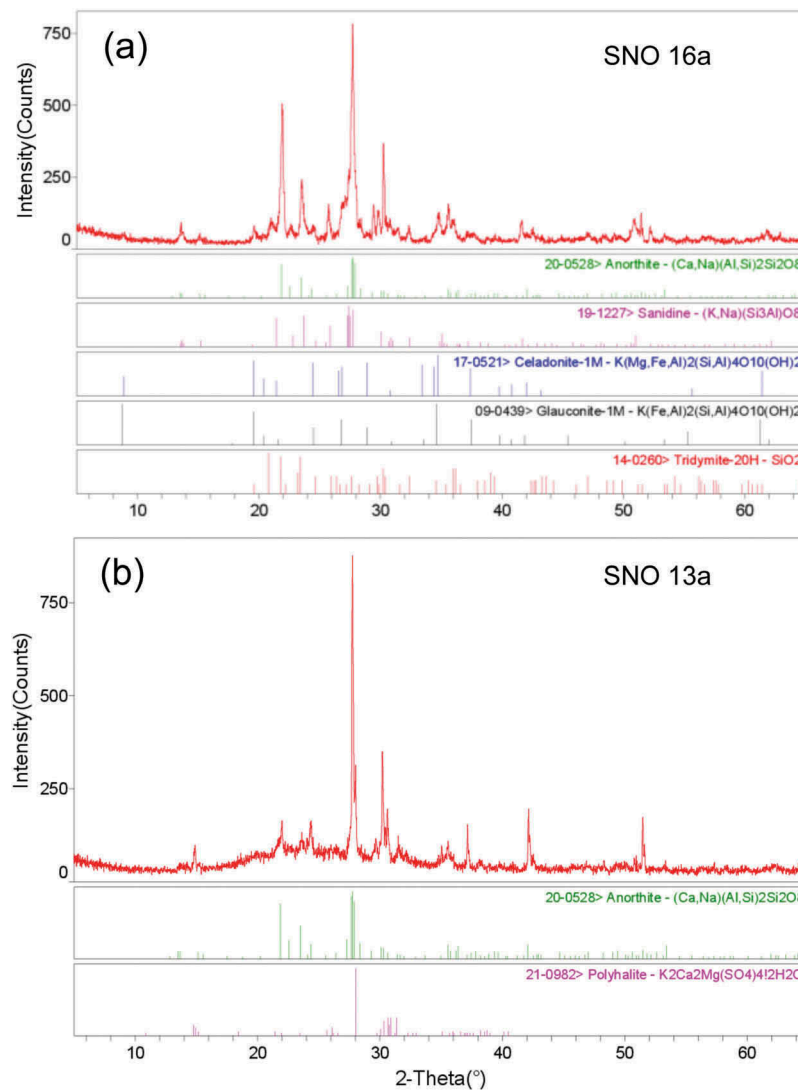 (a)
SNO 16a
Intensity(Counts)
750
500
250
0
20-0528> Anorthite - (Ca,Na)(Al,Si)2Si2O8
19-1227> Sanidine - (K,Na)(Si3Al)O8
17-0521> Celadonite-1M - K(Mg,Fe,Al)2(Si,Al)4O10(OH)2
09-0439> Glauconite-1M - K(Fe,Al)2(Si,Al)4O10(OH)2
14-0260> Tridymite-20H - SiO2
10 20 30 40 50 60
(b)
SNO 13a
Intensity(Counts)
750
500
250
0
20-0528> Anorthite - (Ca,Na)(Al,Si)2Si2O8
21-0982> Polyhalite - K2Ca2Mg(SO4)4!2H2O
10 20 30 40 50 60
2-Theta(°)